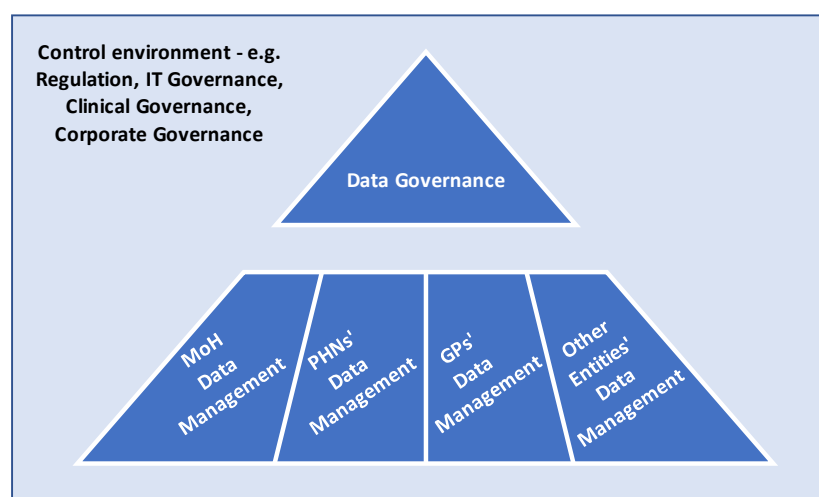 Control environment - e.g.
Regulation, IT Governance,
Clinical Governance,
Corporate Governance
Data Governance
MoH
Data
Management
PHNs'
Data
Management
GPs'
Data
Management
Other
Entities'
Data
Management